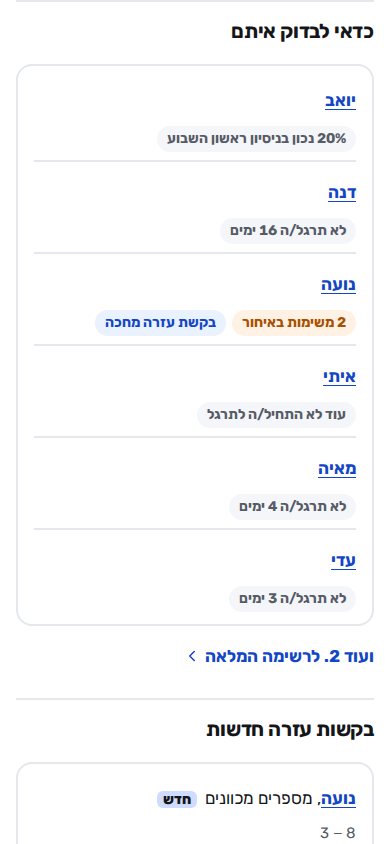 כדאי לבדוק איתם
יואב
20% נכון בניסיון ראשון השבוע
דנה
לא תרגל/ה 16 ימים
נועה
2 משימות באיחור בקשת עזרה מחכה
איתי
עוד לא התחיל/ה לתרגל
מאיה
לא תרגל/ה 4 ימים
עדי
לא תרגל/ה 3 ימים
ועוד 2. לרשימה המלאה
בקשות עזרה חדשות
נועה, מספרים מכוונים חדש
3 – 8